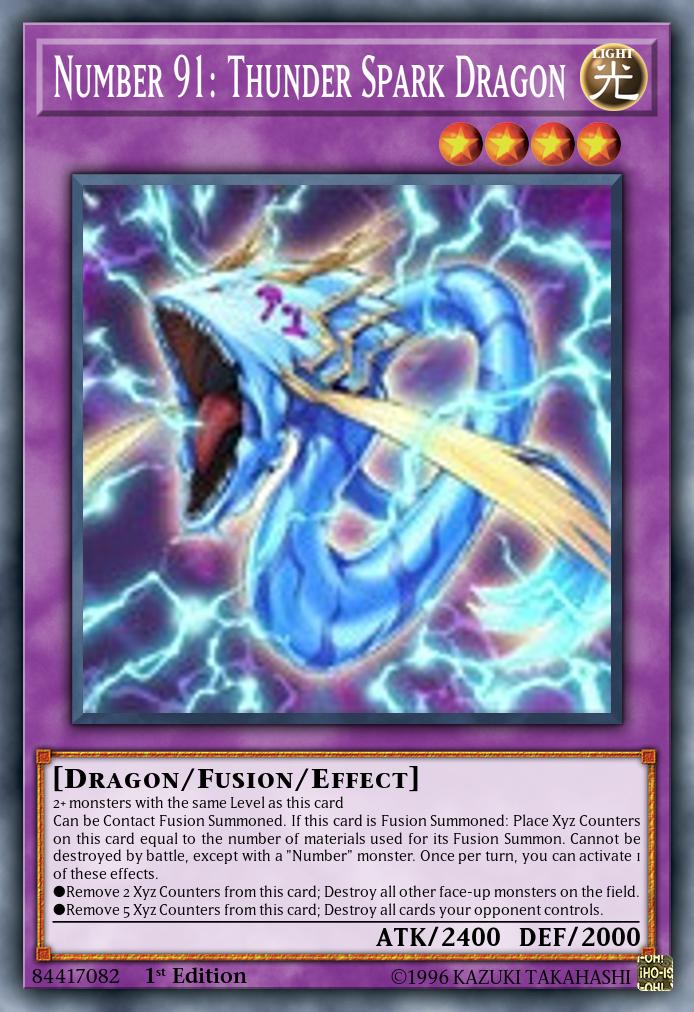 NUMBER 91: THUNDER SPARK DRAGON
LIGHT
光
91
[DRAGON/FUSION/EFFECT]
2+ monsters with the same Level as this card
Can be Contact Fusion Summoned. If this card is Fusion Summoned: Place Xyz Counters
on this card equal to the number of materials used for its Fusion Summon. Cannot be
destroyed by battle, except with a "Number" monster. Once per turn, you can activate 1
of these effects.
●Remove 2 Xyz Counters from this card; Destroy all other face-up monsters on the field.
●Remove 5 Xyz Counters from this card; Destroy all cards your opponent controls.
ATK/2400 DEF/2000
84417082 1st Edition ©1996 KAZUKI TAKAHASHI